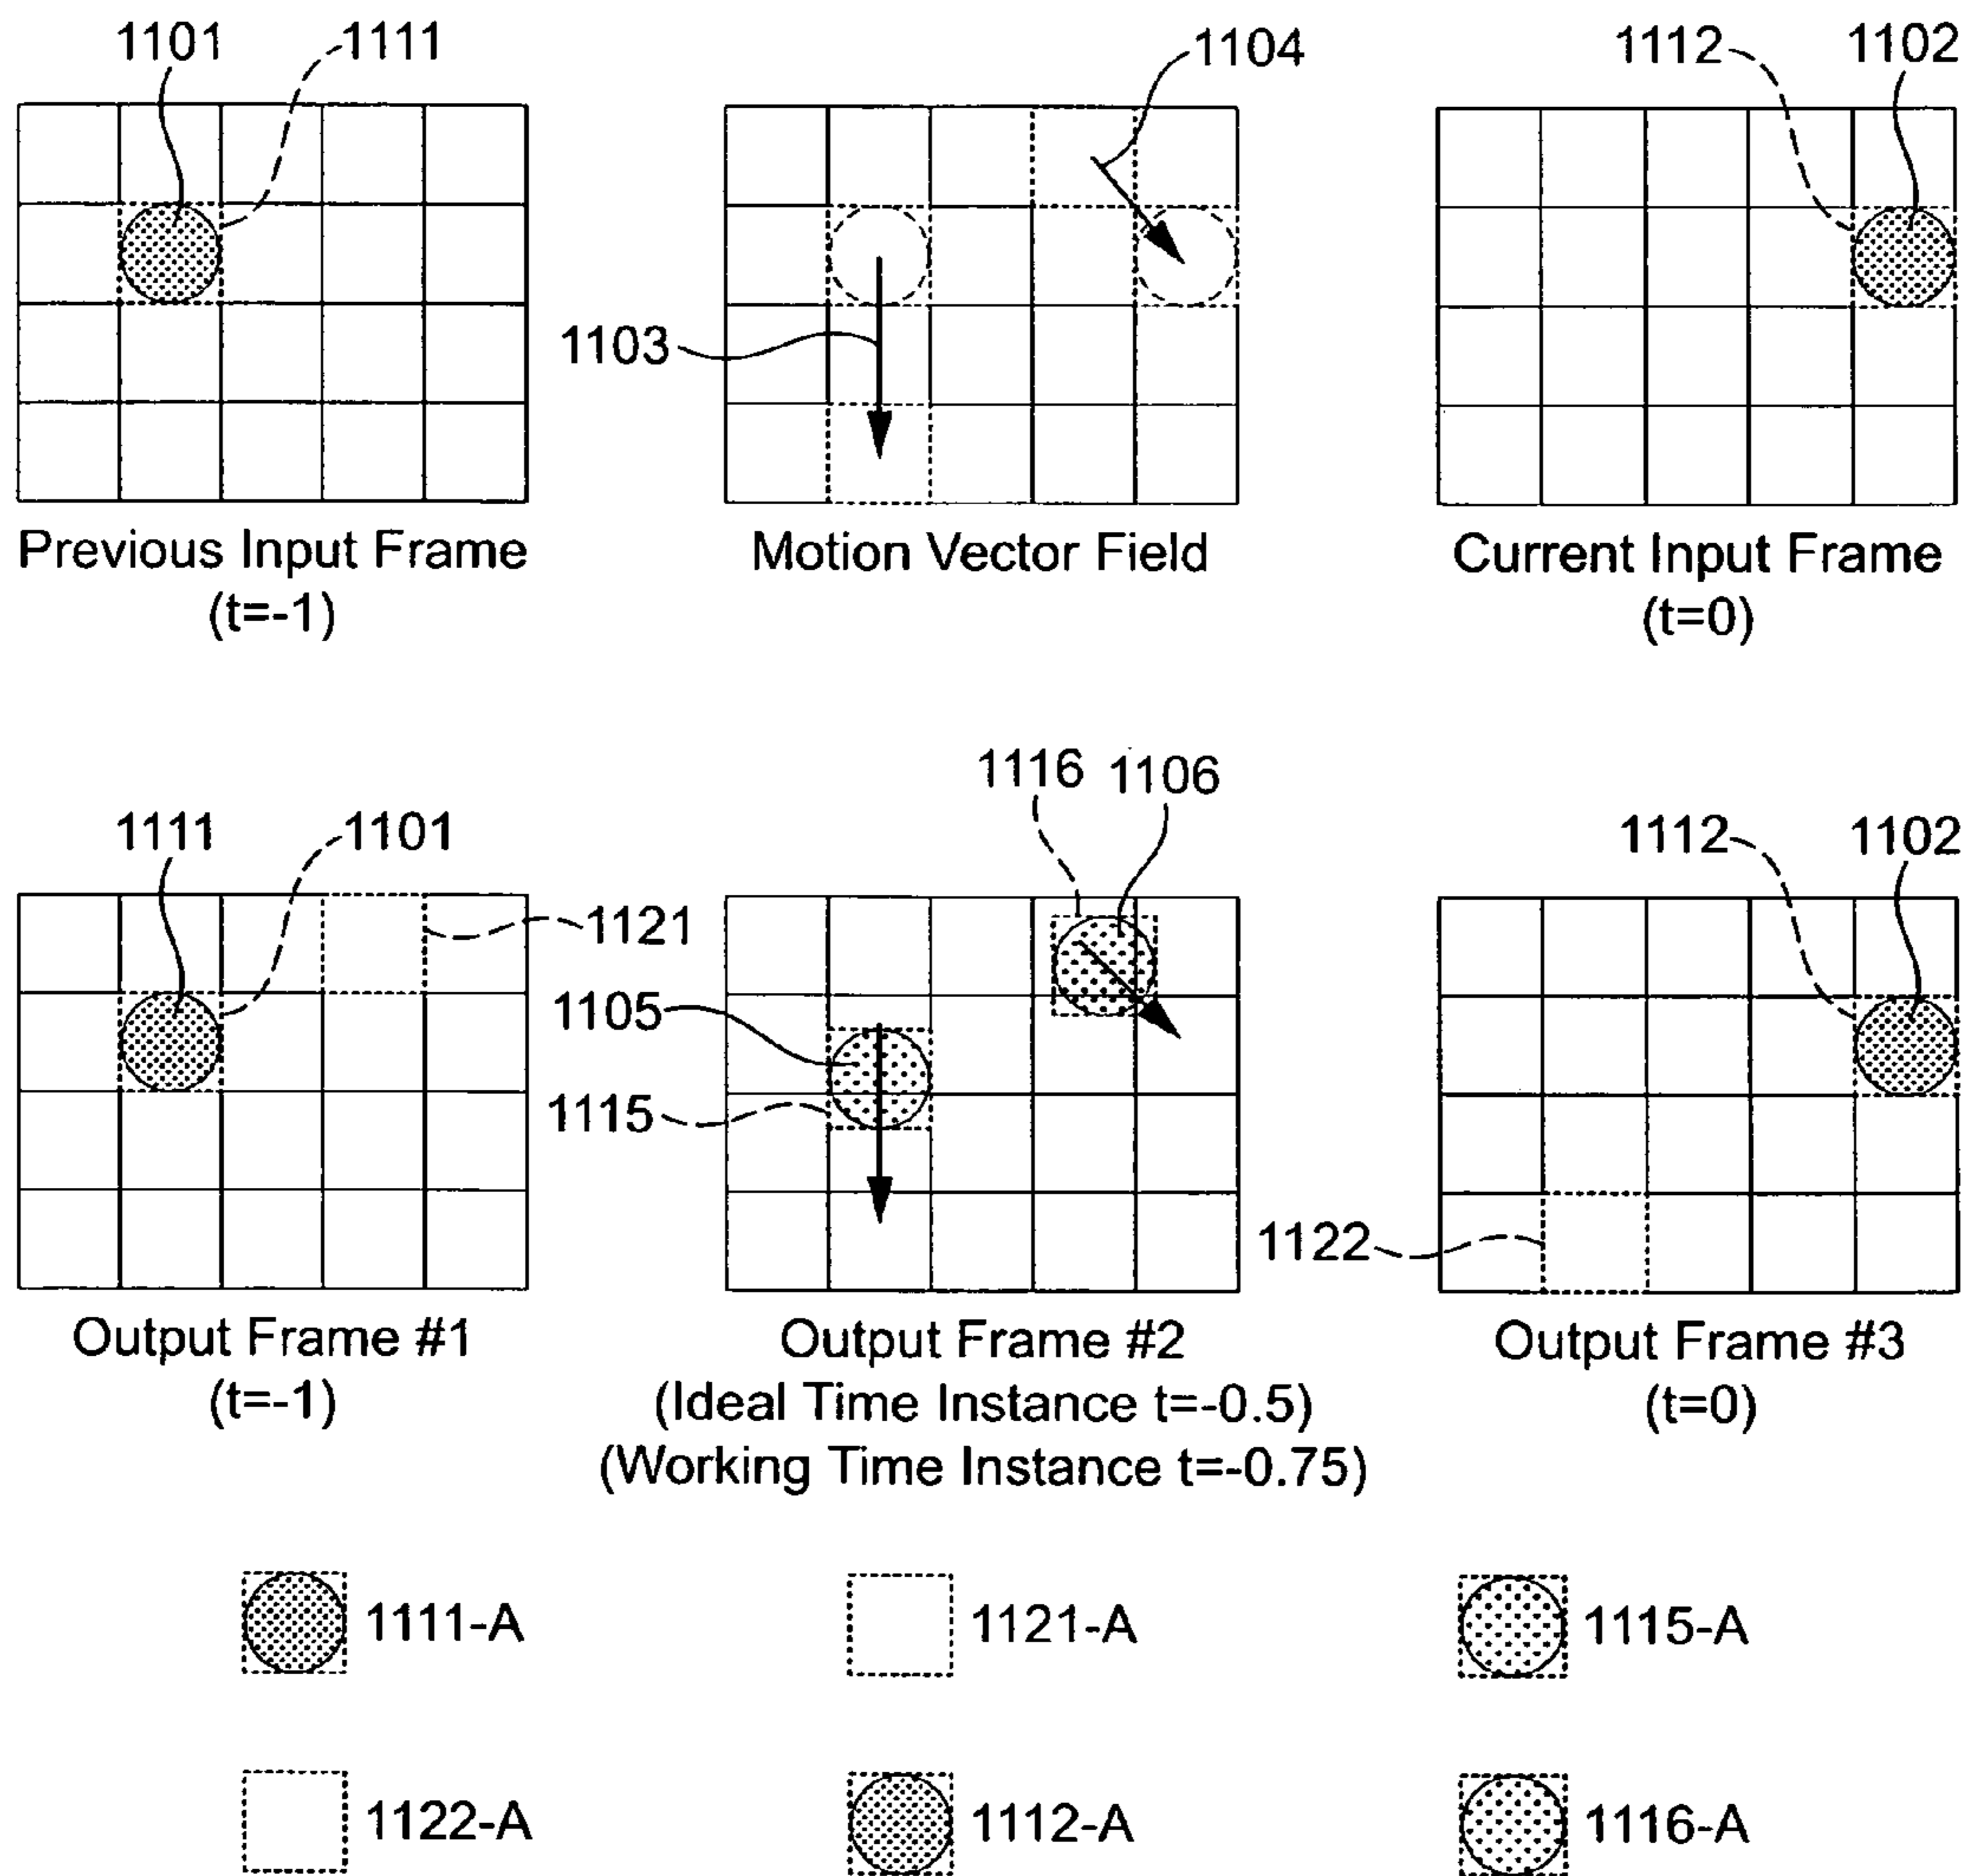 1101 1111 1104 1112 1102
1103
Previous Input Frame
(t=-1)
Motion Vector Field
Current Input Frame
(t=0)
1116 1106
1111 1101 1121 1112 1102
1105
1115
1122
Output Frame #1
(t=-1)
Output Frame #2
(Ideal Time Instance t=-0.5)
(Working Time Instance t=-0.75)
Output Frame #3
(t=0)
1111-A 1121-A 1115-A
1122-A 1112-A 1116-A